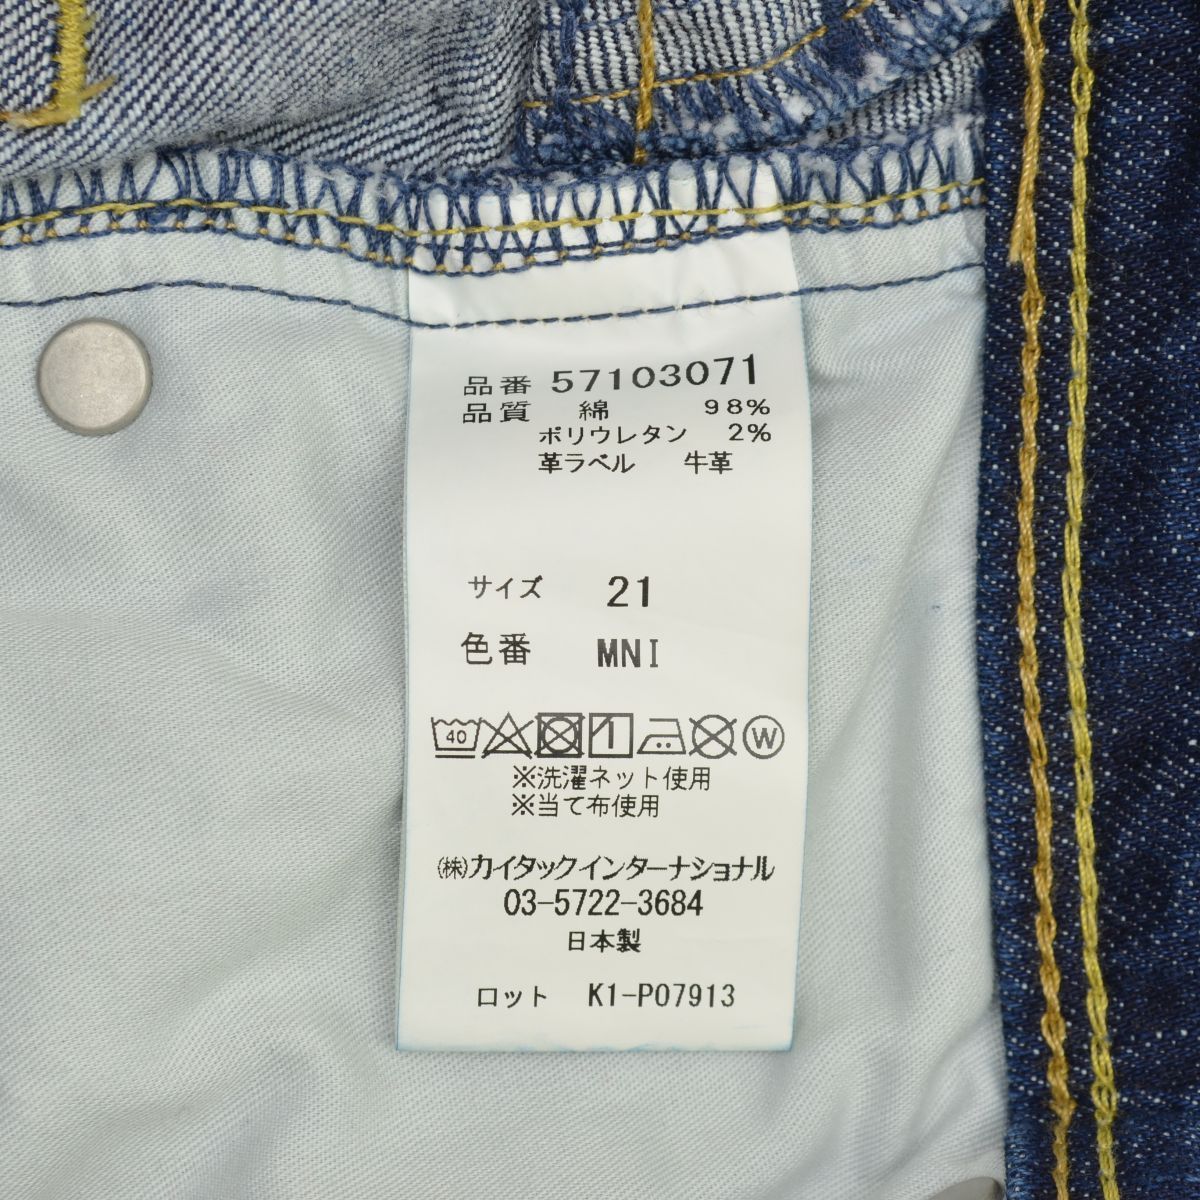 品番 57103071
品質 綿 98%
ポリウレタン 2%
革ラベル 牛革
サイズ 21
色番 MNI
40 W
※洗濯ネット使用
※当て布使用
㈱カイタックインターナショナル
03-5722-3684
日本製
ロット K1-P07913